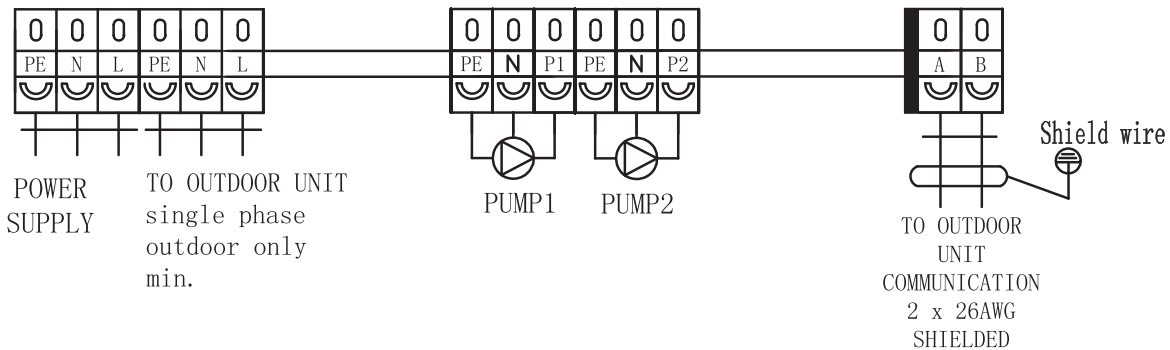 0 0 0 0 0 0
PE N L PE N L
POWER
SUPPLY
TO OUTDOOR UNIT
single phase
outdoor only
min.
0 0 0 0 0 0
PE N P1 PE N P2
PUMP1 PUMP2
0 0
A B
Shield wire
TO OUTDOOR
UNIT
COMMUNICATION
2 x 26AWG
SHIELDED